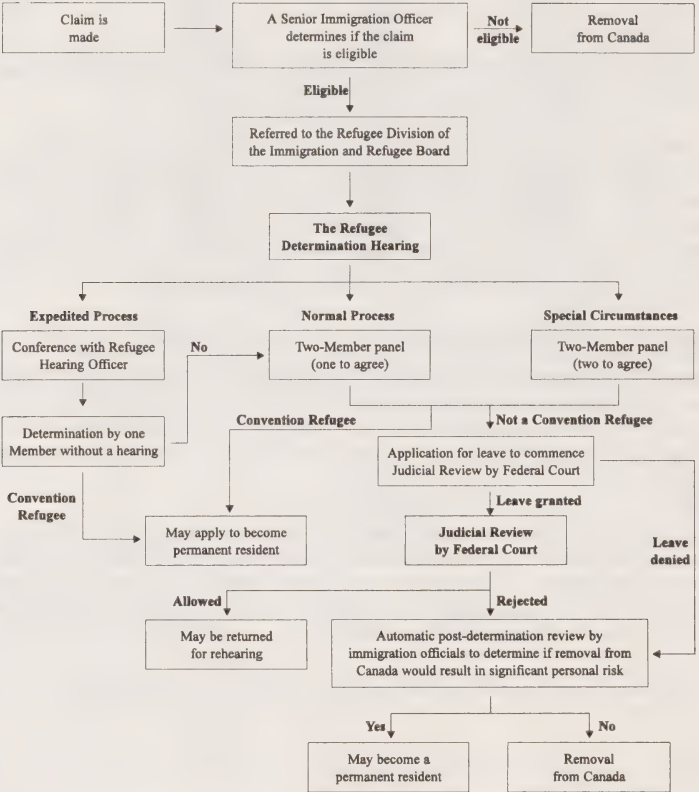 Claim is
made
A Senior Immigration Officer
determines if the claim
is eligible
Not
eligible
Removal
from Canada
Eligible
Referred to the Refugee Division of
the Immigration and Refugee Board
The Refugee
Determination Hearing
Expedited Process
Normal Process
Special Circumstances
Conference with Refugee
Hearing Officer
No
Two-Member panel
(one to agree)
Two-Member panel
(two to agree)
Determination by one
Member without a hearing
Convention Refugee
Not a Convention Refugee
Application for leave to commence
Judicial Review by Federal Court
Convention
Refugee
Leave granted
May apply to become
permanent resident
Judicial Review
by Federal Court
Leave
denied
Allowed
Rejected
May be returned
for rehearing
Automatic post-determination review by
immigration officials to determine if removal from
Canada would result in significant personal risk
Yes
No
May become a
permanent resident
Removal
from Canada